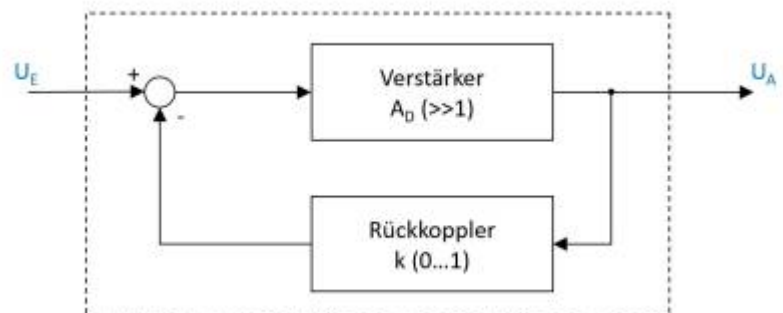 U_E
+
-
Verstärker
A_D (>>1)
U_A
Rückkoppler
k (0...1)